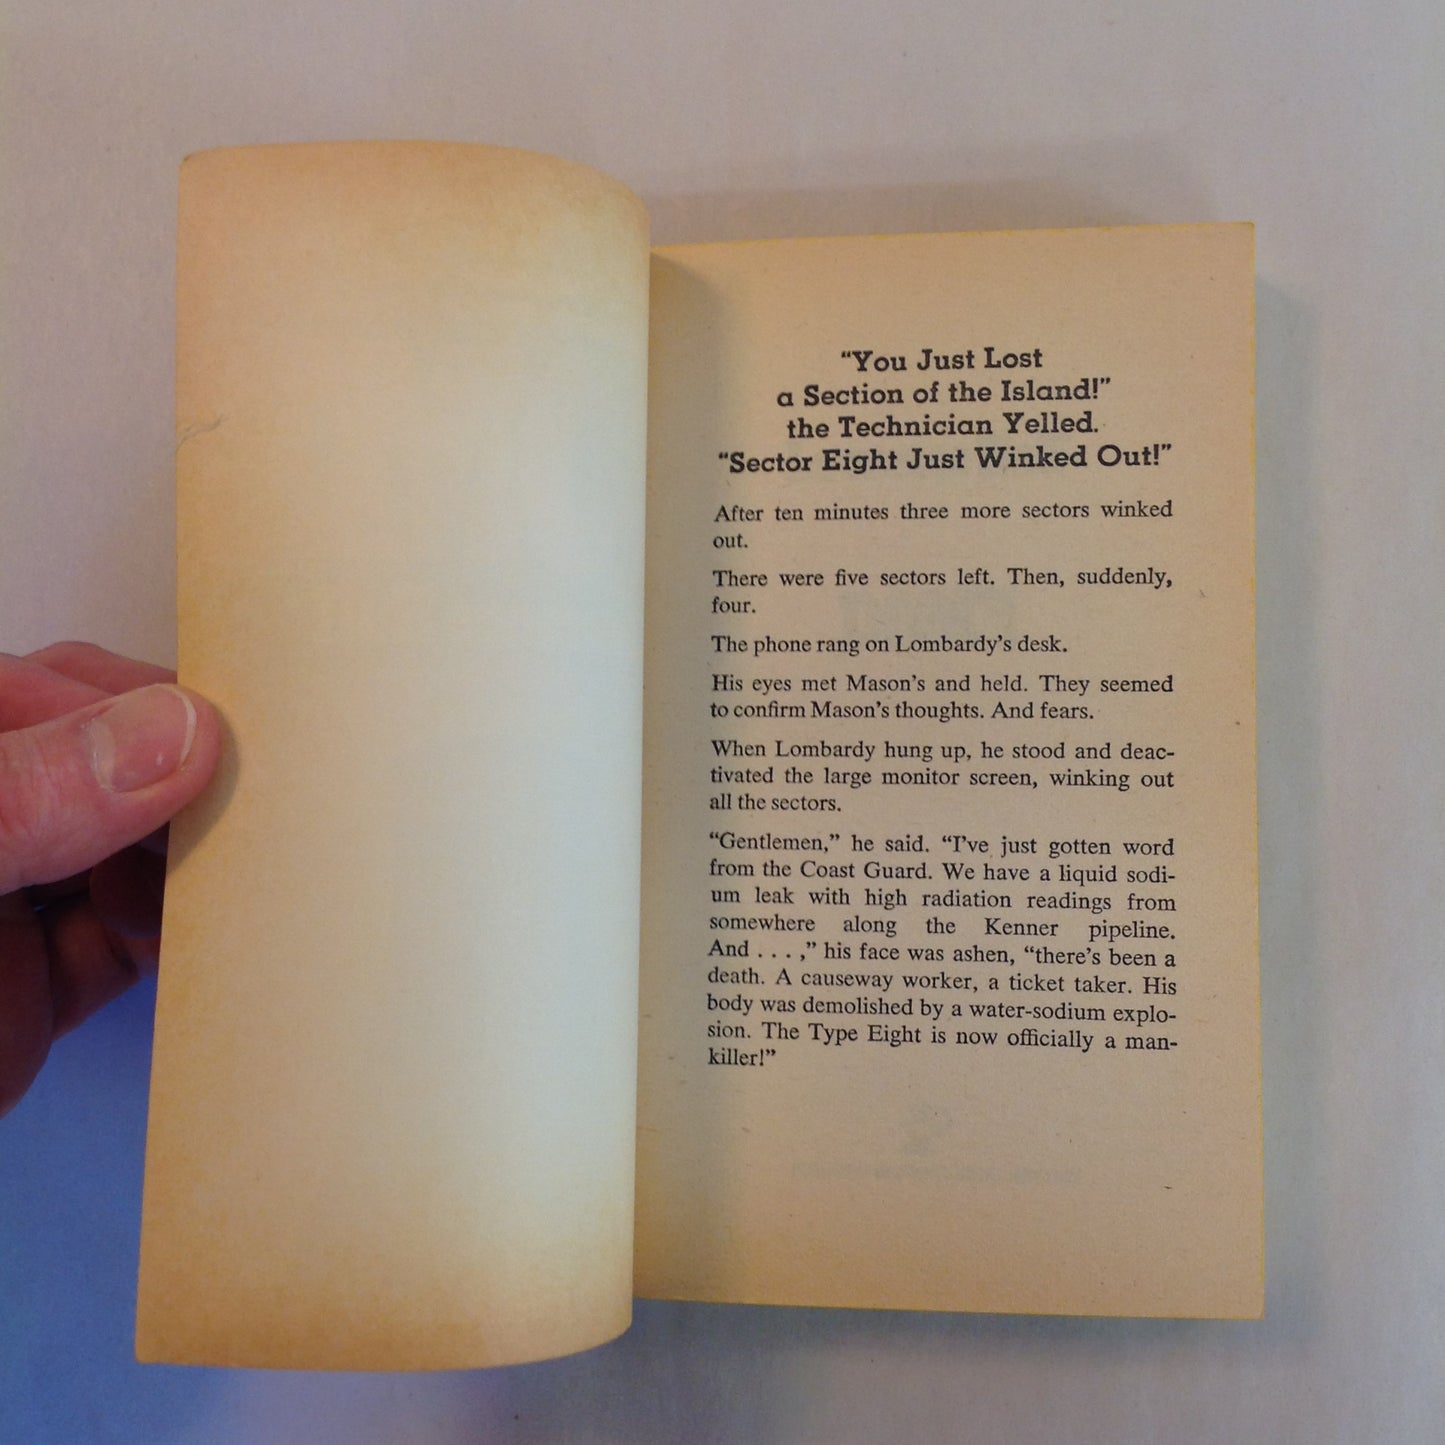 “You Just Lost
a Section of the Island!”
the Technician Yelled.
“Sector Eight Just Winked Out!”
After ten minutes three more sectors winked
out.
There were five sectors left. Then, suddenly,
four.
The phone rang on Lombardy’s desk.
His eyes met Mason’s and held. They seemed
to confirm Mason’s thoughts. And fears.
When Lombardy hung up, he stood and deac-
tivated the large monitor screen, winking out
all the sectors.
“Gentlemen,” he said. “I’ve just gotten word
from the Coast Guard. We have a liquid sodi-
um leak with high radiation readings from
somewhere along the Kenner pipeline.
And . . . ,” his face was ashen, “there’s been a
death. A causeway worker, a ticket taker. His
body was demolished by a water-sodium explo-
sion. The Type Eight is now officially a man-
killer!”